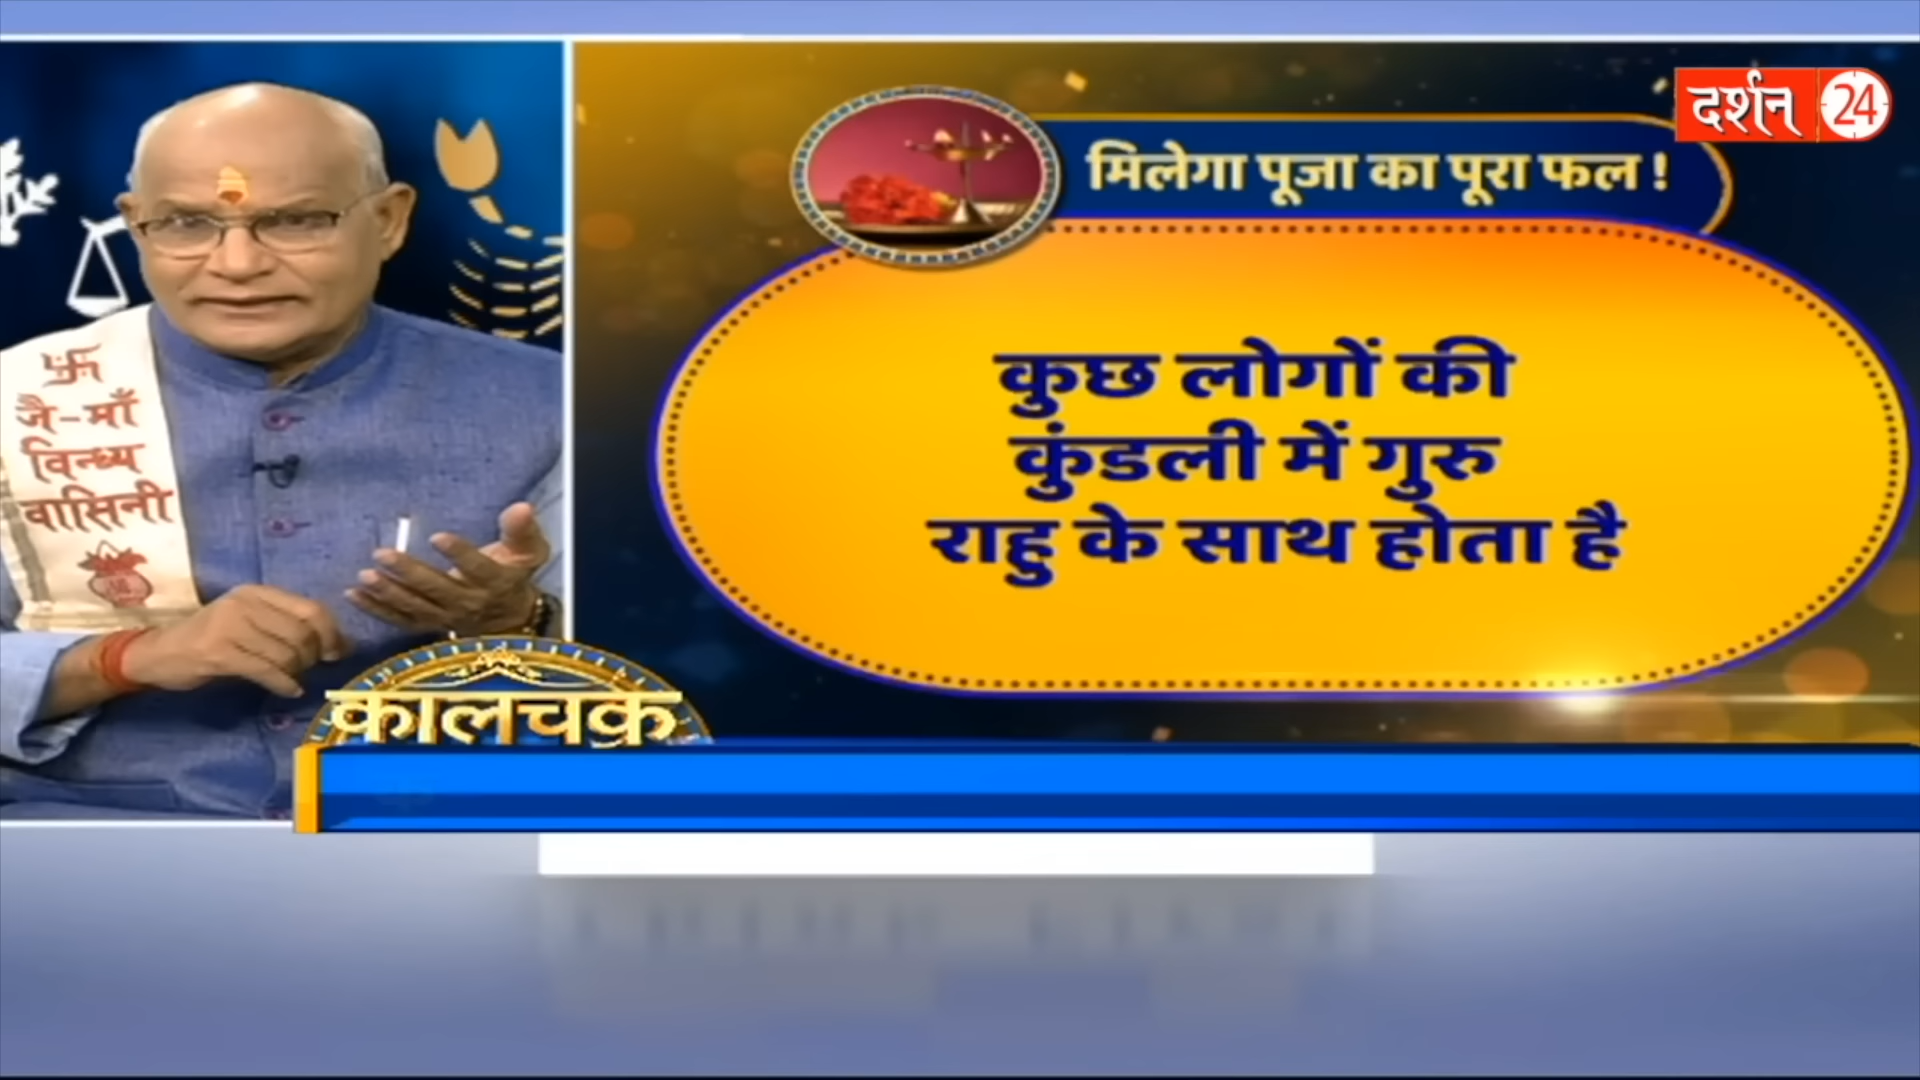 दर्शन 24
मिलेगा पूजा का पूरा फल !
कुछ लोगों की
कुंडली में गुरु
राहु के साथ होता है
जै-माँ
विन्ध्य
वासिनी
कालचक्र